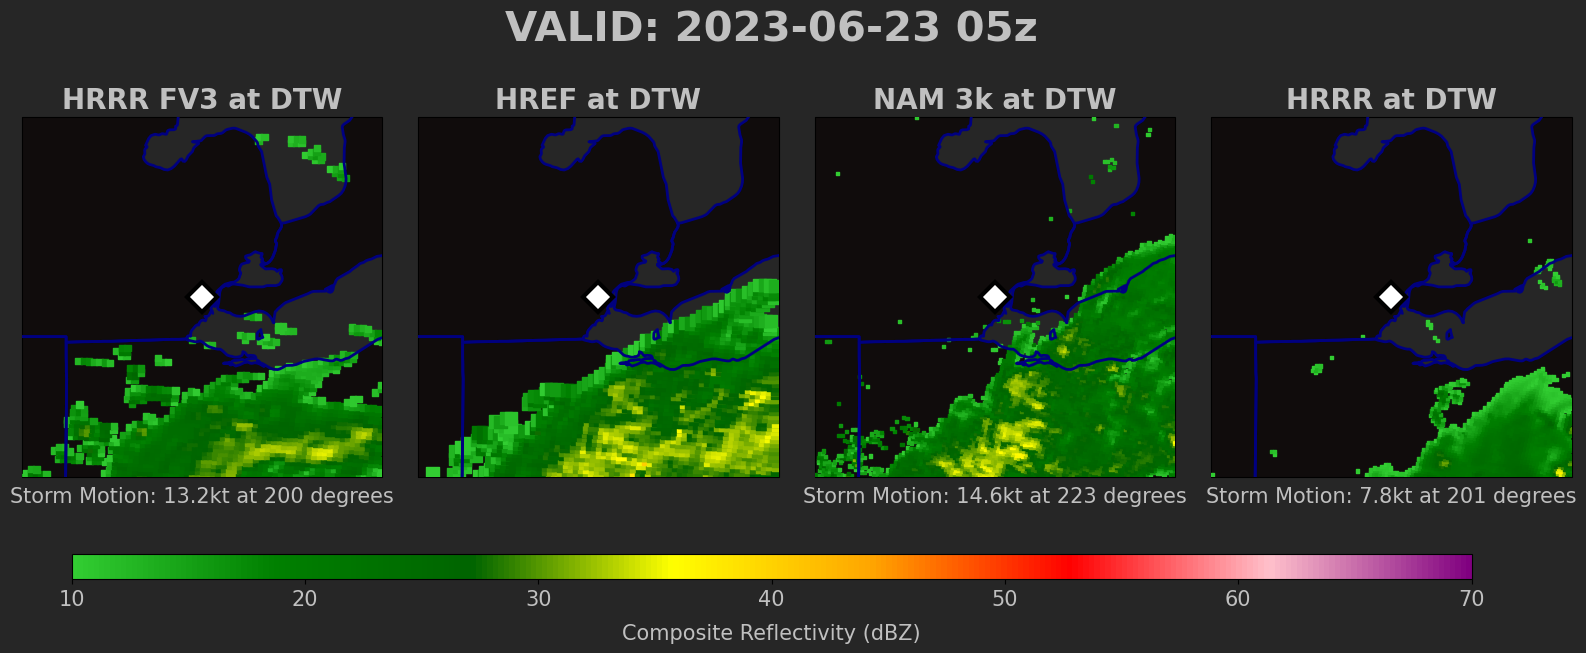 VALID: 2023-06-23 05z
HRRR FV3 at DTW
HREF at DTW
NAM 3k at DTW
HRRR at DTW
Storm Motion: 13.2kt at 200 degrees
Storm Motion: 14.6kt at 223 degrees
Storm Motion: 7.8kt at 201 degrees
10 20 30 40 50 60 70
Composite Reflectivity (dBZ)